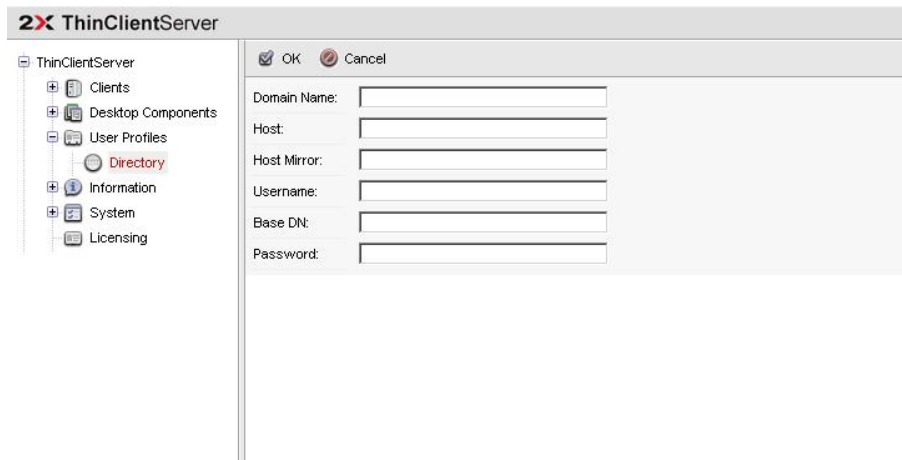 2X ThinClientServer
ThinClientServer
Clients
Desktop Components
User Profiles
Directory
Information
System
Licensing
OK Cancel
Domain Name:
Host:
Host Mirror:
Username:
Base DN:
Password: